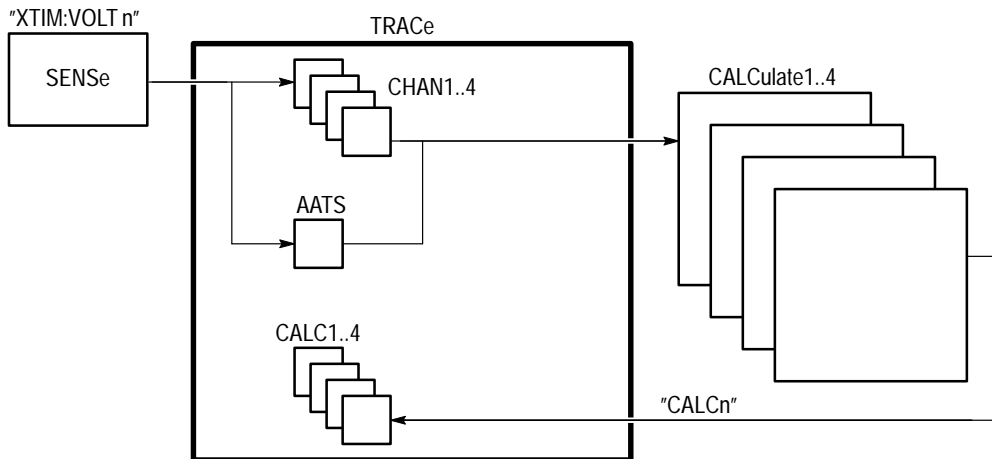 "XTIM:VOLT n"
TRACe
SENSe
CHAN1..4
CALCulate1..4
AATS
CALC1..4
"CALCn"